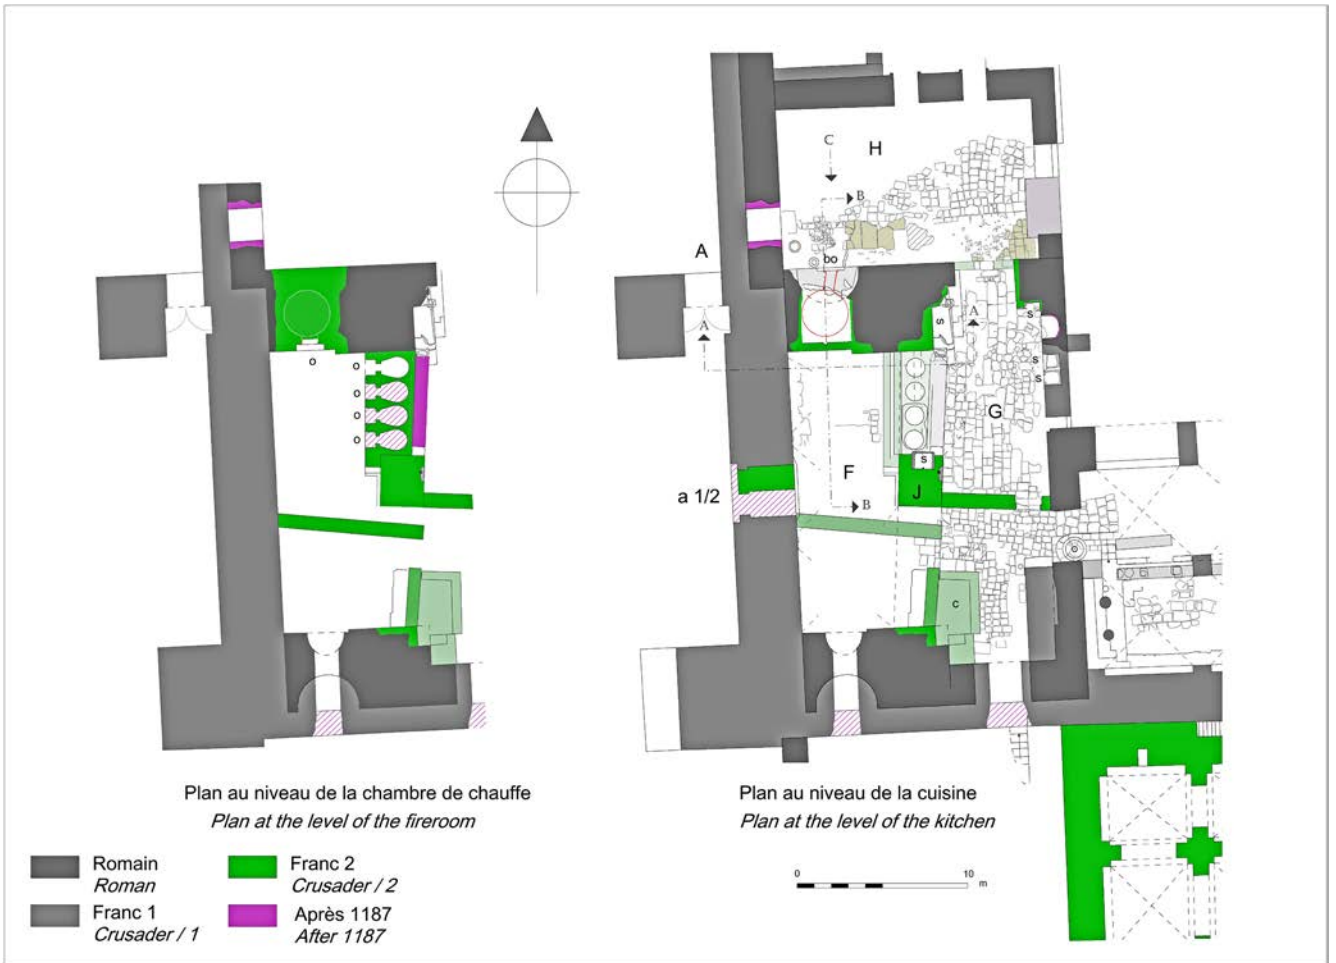 C
H
B
A
bo
A
A
s
s
o
o
s
s
o
o
G
o
s
F
a 1/2
J
B
c
Plan au niveau de la chambre de chauffe
Plan at the level of the fireroom
Plan au niveau de la cuisine
Plan at the level of the kitchen
Romain
Roman
Franc 2
Crusader / 2
Franc 1
Crusader / 1
Après 1187
After 1187
0 10
m